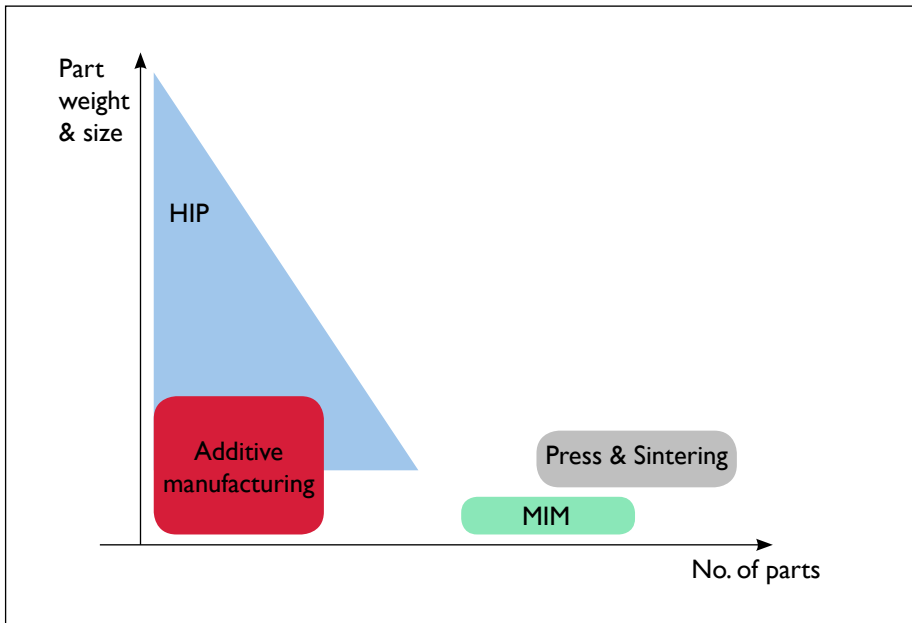 Part
weight
& size
HIP
Additive
manufacturing
Press & Sintering
MIM
No. of parts